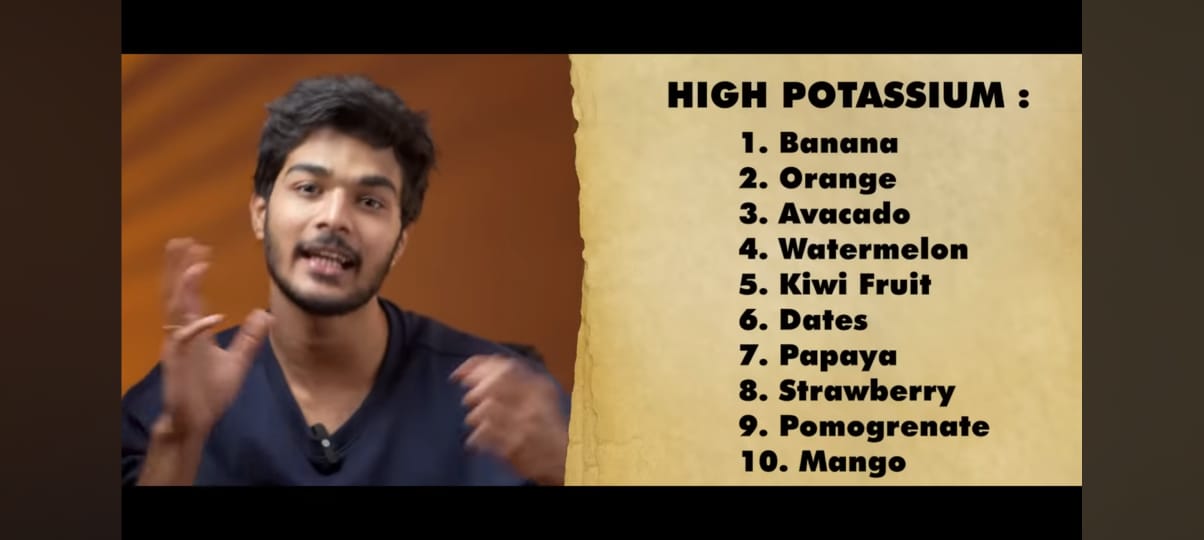 HIGH POTASSIUM :
1. Banana
2. Orange
3. Avacado
4. Watermelon
5. Kiwi Fruit
6. Dates
7. Papaya
8. Strawberry
9. Pomogrenate
10. Mango